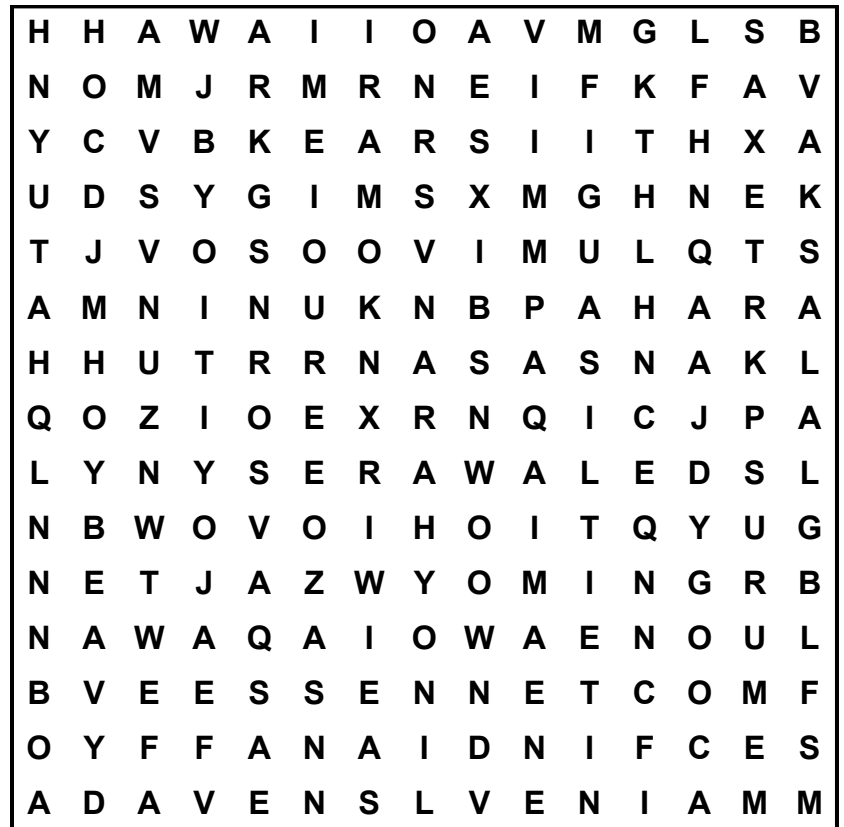 H H A W A I I O A V M G L S B
N O M J R M R N E I F K F A V
Y C V B K E A R S I I T H X A
U D S Y G I M S X M G H N E K
T J V O S O O V I M U L Q T S
A M N I N U K N B P A H A R A
H H U T R R N A S A S N A K L
Q O Z I O E X R N Q I C J P A
L Y N Y S E R A W A L E D S L
N B W O V O I H O I T Q Y U G
N E T J A Z W Y O M I N G R B
N A W A Q A I O W A E N O U L
B V E E S S E N N E T C O M F
O Y F F A N A I D N I F C E S
A D A V E N S L V E N I A M M